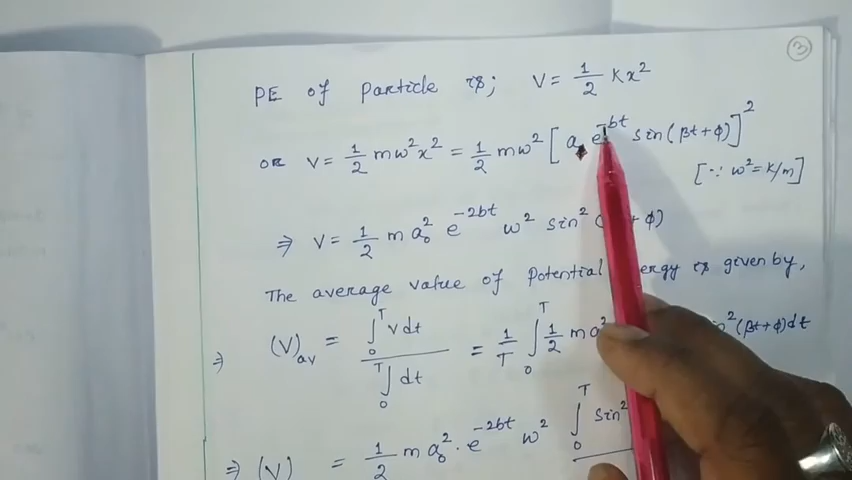 3
PE of particle is; V = 1/2 Kx²
or V = 1/2 mω²x² = 1/2 mω² [a e^-bt sin(βt+φ)]²
[∵ ω² = k/m]
⇒ V = 1/2 m a₀² e^-2bt ω² sin² ( + φ)
The average value of potential is given by,
⇒ (V)av = ∫₀ᵀ V dt / ∫₀ᵀ dt = 1/T ∫₀ᵀ 1/2 m a² (βt+φ)dt
⇒ (V) = 1/2 m a₀² · e^-2bt ω² ∫₀ᵀ sin²